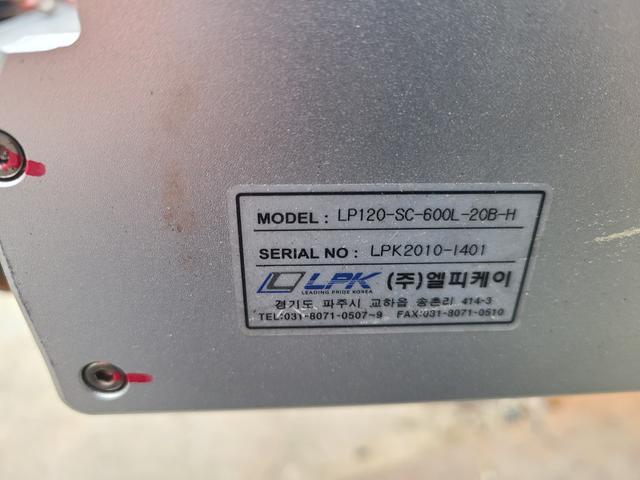 MODEL : LP120-SC-600L-20B-H
SERIAL NO : LPK2010-I401
LPK (주)엘피케이
LEADING PRIDE KOREA
경기도 파주시 교하읍 송촌리 414-3
TEL:031-8071-0507~9 FAX:031-8071-0510